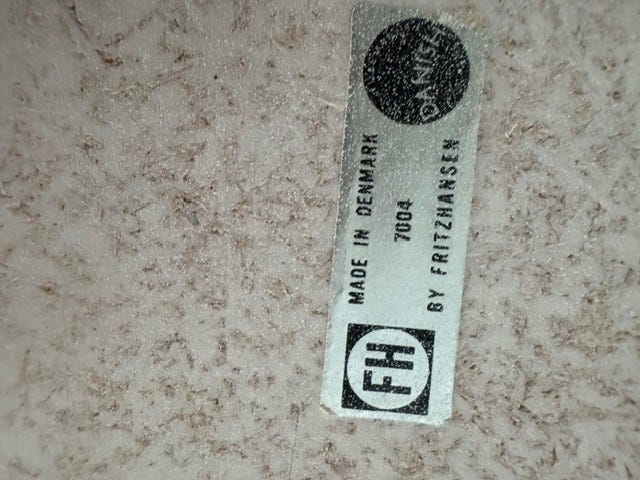 DANISH
MADE IN DENMARK
7004
BY FRITZHANSEN
FH